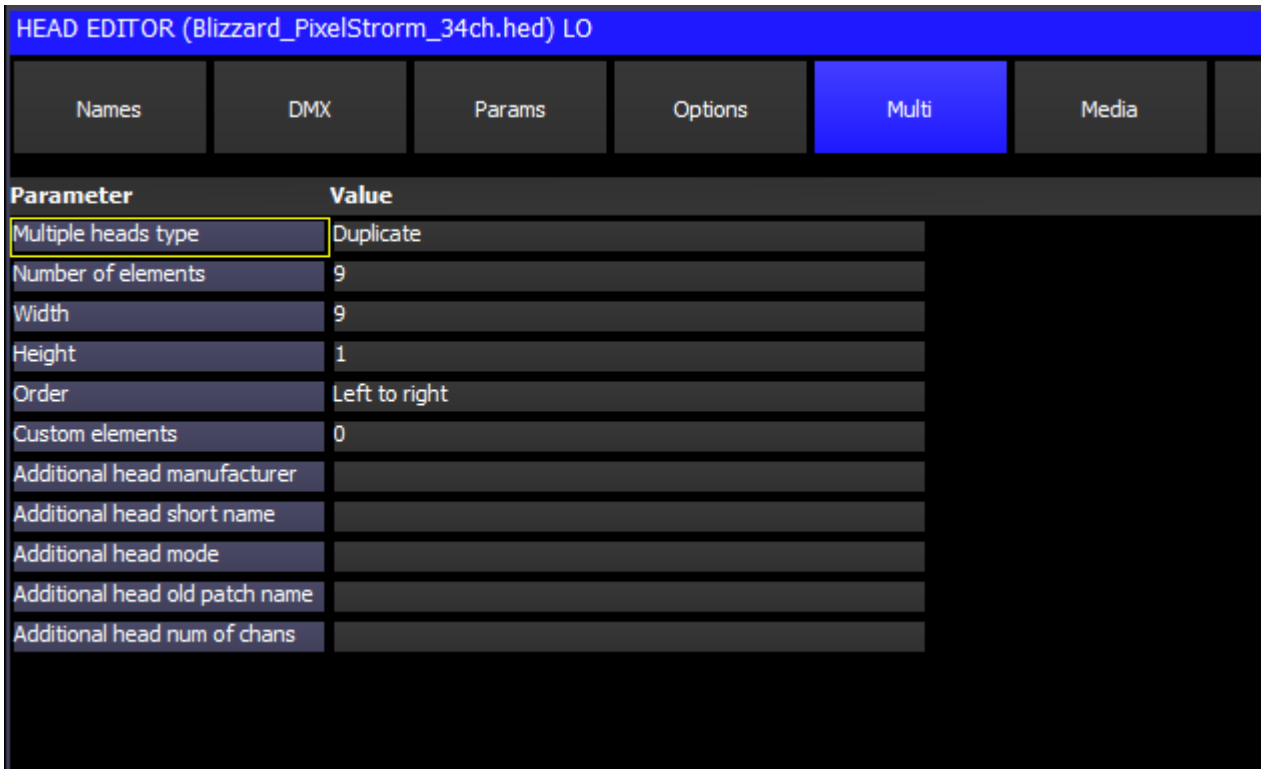 HEAD EDITOR (Blizzard_PixelStrorm_34ch.hed) LO
Names DMX Params Options Multi Media
Parameter Value
Multiple heads type Duplicate
Number of elements 9
Width 9
Height 1
Order Left to right
Custom elements 0
Additional head manufacturer
Additional head short name
Additional head mode
Additional head old patch name
Additional head num of chans